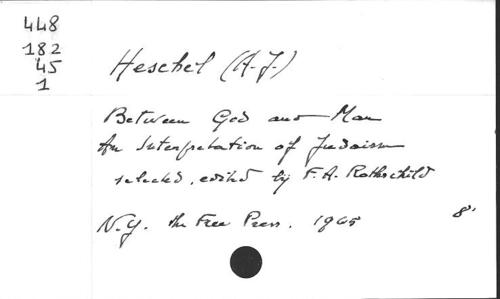 448
182
45
1
Heschel (A.J.)
Between God and Man
An Interpretation of Judaism
selected, edited by F.A. Rothschild
N.Y. the Free Press. 1965
8°